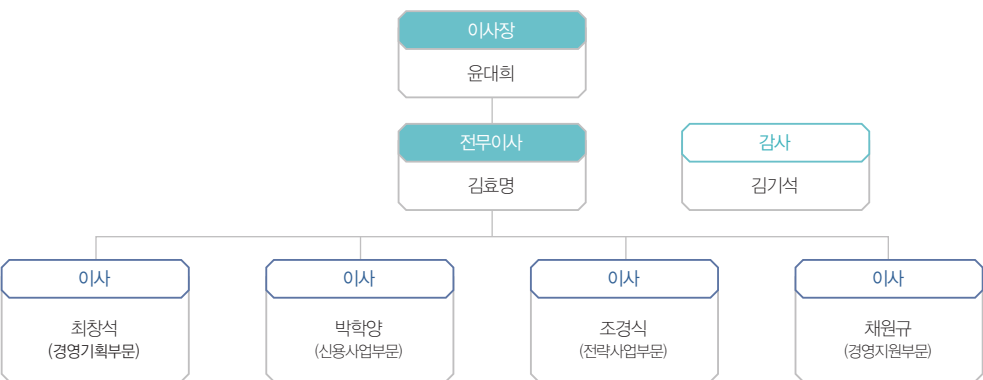 이사장
윤대희
전무이사
김효명
감사
김기석
이사
최창석
(경영기획부문)
이사
박학양
(신용사업부문)
이사
조경식
(전략사업부문)
이사
채원규
(경영지원부문)